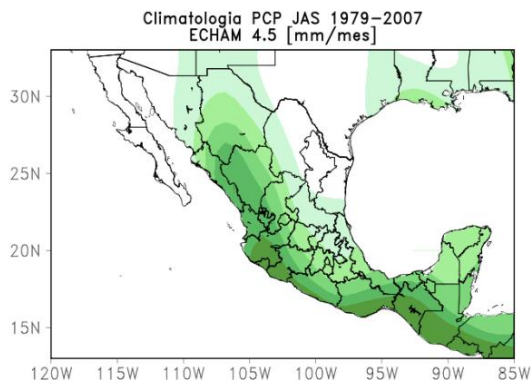 Climatologia PCP JAS 1979-2007
ECHAM 4.5 [mm/mes]
30N
25N
20N
15N
120W 115W 110W 105W 100W 95W 90W 85W